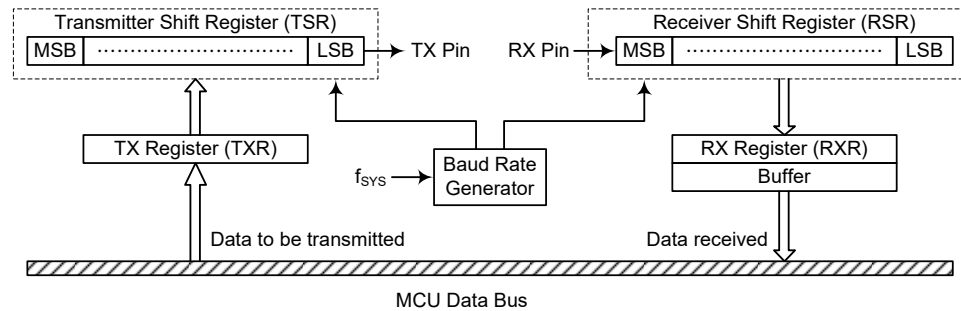 Transmitter Shift Register (TSR)
MSB ................................ LSB
TX Pin
RX Pin
Receiver Shift Register (RSR)
MSB ................................ LSB
TX Register (TXR)
f_SYS
Baud Rate
Generator
RX Register (RXR)
Buffer
Data to be transmitted
Data received
MCU Data Bus